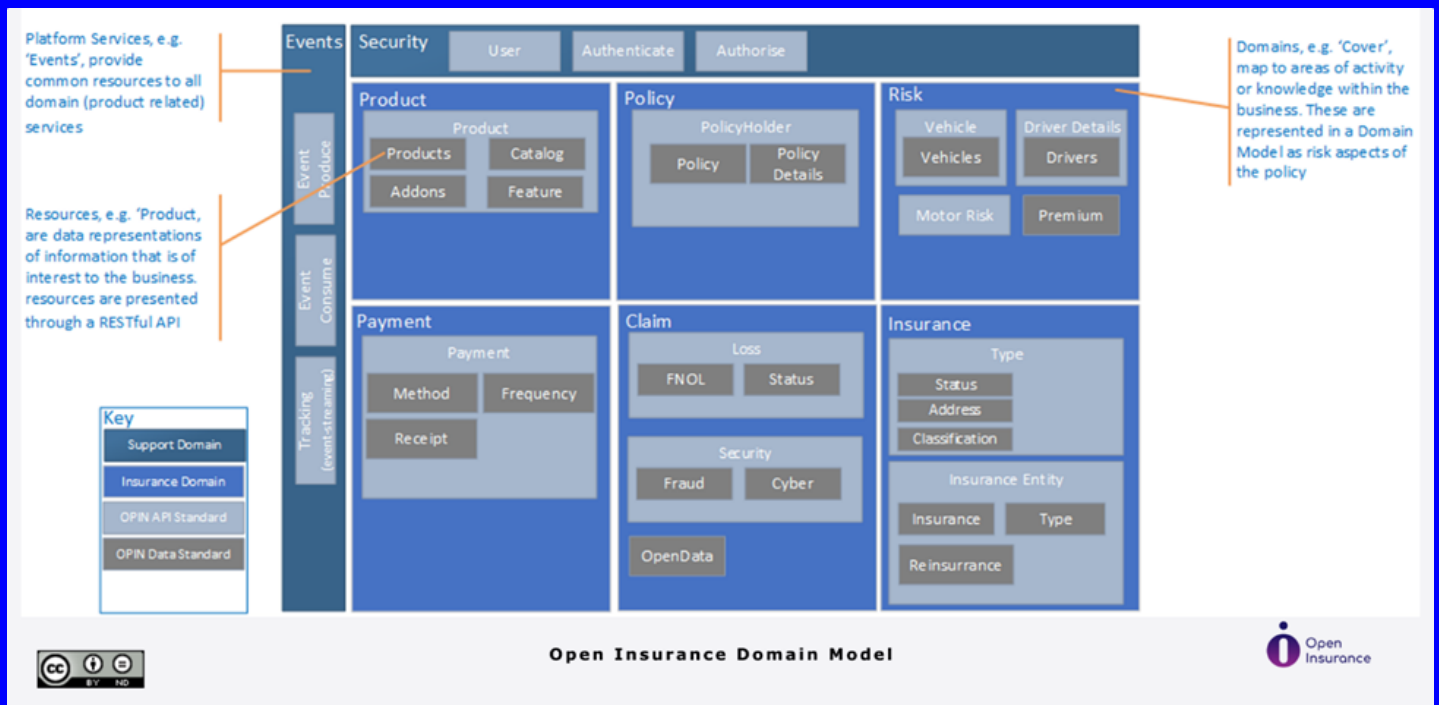 Platform Services, e.g.
‘Events’, provide
common resources to all
domain (product related)
services
Resources, e.g. ‘Product,
are data representations
of information that is of
interest to the business.
resources are presented
through a RESTful API
Key
Support Domain
Insurance Domain
OPIN API Standard
OPIN Data Standard
Events
Event
Produce
Event
Consume
Tracking
(event-streaming)
Security
User
Authenticate
Authorise
Product
Product
Products
Catalog
Addons
Feature
Policy
PolicyHolder
Policy
Policy
Details
Risk
Vehicle
Vehicles
Driver Details
Drivers
Motor Risk
Premium
Payment
Payment
Method
Frequency
Receipt
Claim
Loss
FNOL
Status
Security
Fraud
Cyber
OpenData
Insurance
Type
Status
Address
Classification
Insurance Entity
Insurance
Type
Reinsurrance
Domains, e.g. ‘Cover’,
map to areas of activity
or knowledge within the
business. These are
represented in a Domain
Model as risk aspects of
the policy
cc
BY ND
Open Insurance Domain Model
Open
Insurance